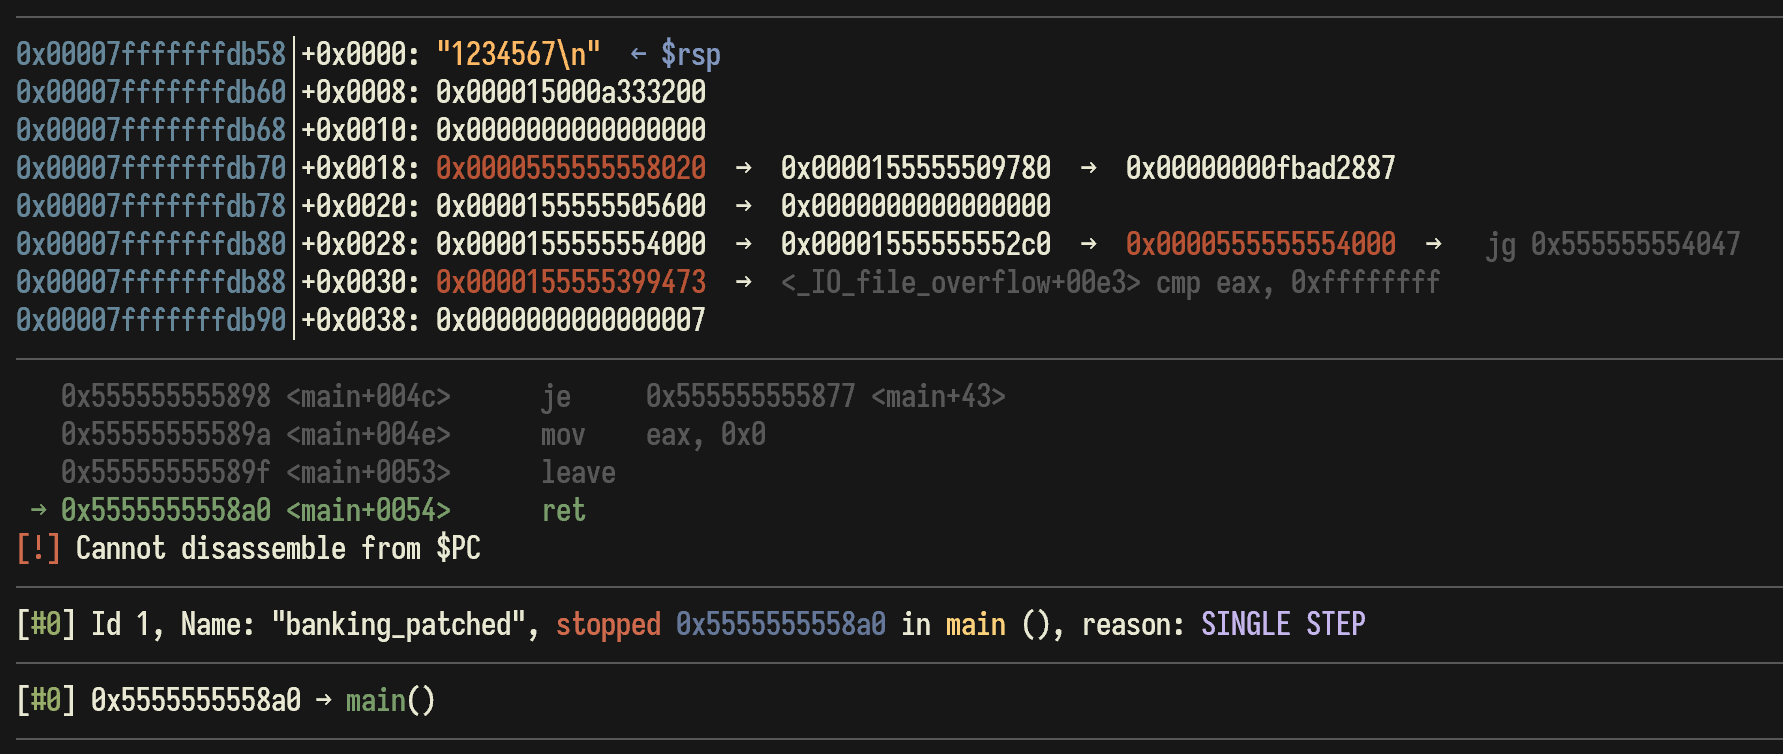 0x00007fffffffdb58│+0x0000: "1234567\n"  ← $rsp
0x00007fffffffdb60│+0x0008: 0x000015000a333200
0x00007fffffffdb68│+0x0010: 0x0000000000000000
0x00007fffffffdb70│+0x0018: 0x0000555555558020  →  0x0000155555509780  →  0x00000000fbad2887
0x00007fffffffdb78│+0x0020: 0x0000155555505600  →  0x0000000000000000
0x00007fffffffdb80│+0x0028: 0x0000155555554000  →  0x00001555555552c0  →  0x0000555555554000  →   jg 0x555555554047
0x00007fffffffdb88│+0x0030: 0x0000155555399473  →  <_IO_file_overflow+00e3> cmp eax, 0xffffffff
0x00007fffffffdb90│+0x0038: 0x0000000000000007
0x555555555898 <main+004c>      je     0x555555555877 <main+43>
0x55555555589a <main+004e>      mov    eax, 0x0
0x55555555589f <main+0053>      leave
→ 0x5555555558a0 <main+0054>      ret
[!] Cannot disassemble from $PC
[#0] Id 1, Name: "banking_patched", stopped 0x5555555558a0 in main (), reason: SINGLE STEP
[#0] 0x5555555558a0 → main()